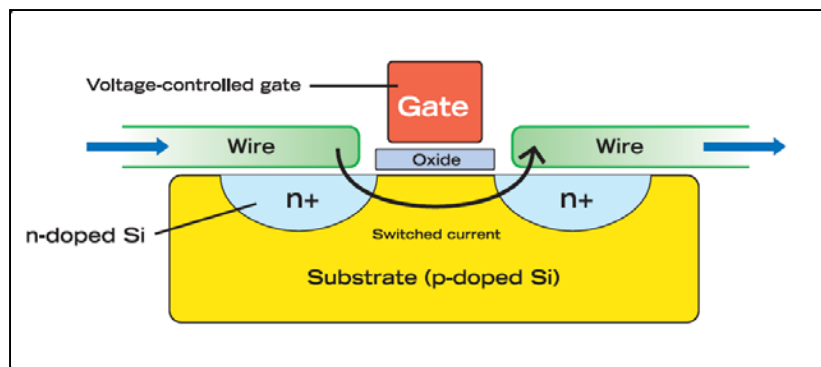 Voltage-controlled gate
Gate
Wire
Oxide
Wire
n+
n+
n-doped Si
Switched current
Substrate (p-doped Si)